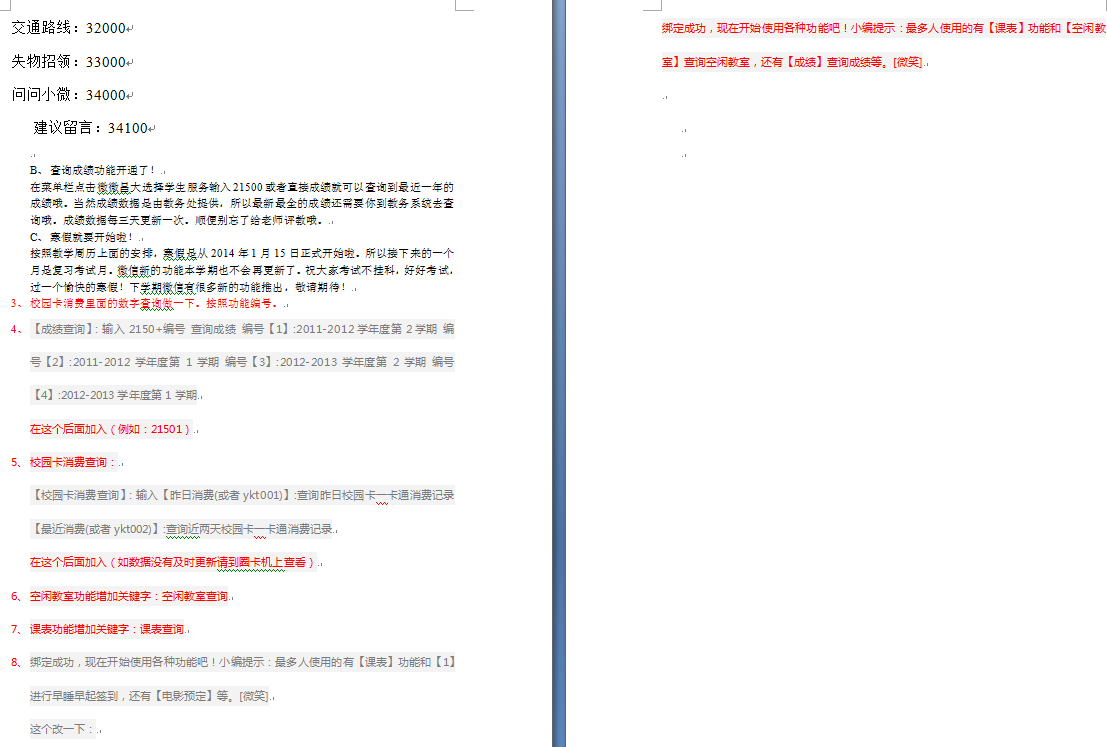 交通路线：32000
失物招领：33000
问问小微：34000
建议留言：34100
B、 查询成绩功能开通了！
在菜单栏点击微微昌大选择学生服务输入21500 或者直接成绩就可以查询到最近一年的
成绩哦。当然成绩数据是由教务处提供，所以最新最全的成绩还需要你到教务系统去查
询哦。成绩数据每三天更新一次。顺便别忘了给老师评教哦。
C、 寒假就要开始啦！
按照教学周历上面的安排，寒假是从 2014 年 1 月 15 日正式开始啦。所以接下来的一个
月是复习考试月。微信新的功能本学期也不会再更新了。祝大家考试不挂科，好好考试，
过一个愉快的寒假！下学期微信有很多新的功能推出，敬请期待！
3、 校园卡消费里面的数字查询做一下。按照功能编号。
4、 【成绩查询】：输入 2150+编号 查询成绩 编号【1】:2011-2012 学年度第 2 学期 编
号【2】:2011-2012 学年度第 1 学期 编号【3】:2012-2013 学年度第 2 学期 编号
【4】:2012-2013 学年度第 1 学期
在这个后面加入（例如：21501）
5、 校园卡消费查询：
【校园卡消费查询】：输入【昨日消费(或者 ykt001)】:查询昨日校园卡一卡通消费记录
【最近消费(或者 ykt002)】:查询近两天校园卡一卡通消费记录
在这个后面加入（如数据没有及时更新请到圈卡机上查看）
6、 空闲教室功能增加关键字：空闲教室查询
7、 课表功能增加关键字：课表查询
8、 绑定成功，现在开始使用各种功能吧！小编提示：最多人使用的有【课表】功能和【1】
进行早睡早起签到，还有【电影预定】等。[微笑]
这个改一下：
绑定成功，现在开始使用各种功能吧！小编提示：最多人使用的有【课表】功能和【空闲教
室】查询空闲教室，还有【成绩】查询成绩等。[微笑]